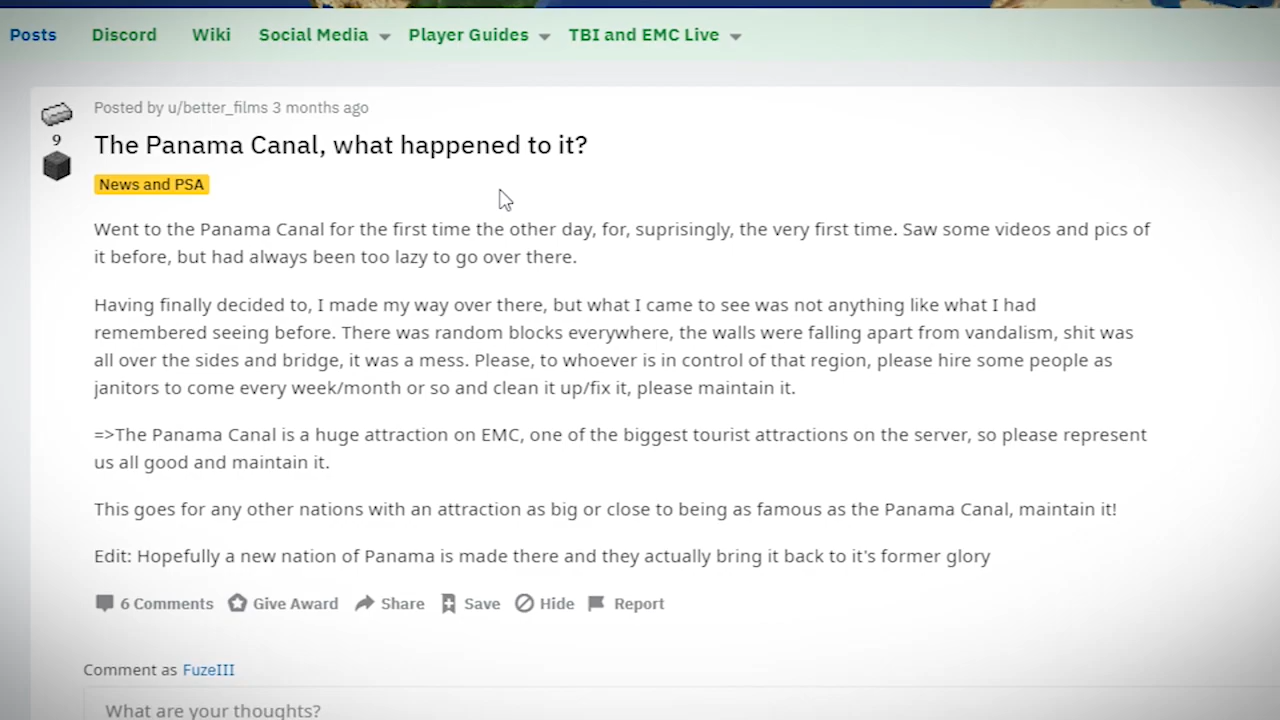 Posts Discord Wiki Social Media Player Guides TBI and EMC Live
Posted by u/better_films 3 months ago
9
The Panama Canal, what happened to it?
News and PSA
Went to the Panama Canal for the first time the other day, for, suprisingly, the very first time. Saw some videos and pics of
it before, but had always been too lazy to go over there.
Having finally decided to, I made my way over there, but what I came to see was not anything like what I had
remembered seeing before. There was random blocks everywhere, the walls were falling apart from vandalism, shit was
all over the sides and bridge, it was a mess. Please, to whoever is in control of that region, please hire some people as
janitors to come every week/month or so and clean it up/fix it, please maintain it.
=>The Panama Canal is a huge attraction on EMC, one of the biggest tourist attractions on the server, so please represent
us all good and maintain it.
This goes for any other nations with an attraction as big or close to being as famous as the Panama Canal, maintain it!
Edit: Hopefully a new nation of Panama is made there and they actually bring it back to it's former glory
6 Comments Give Award Share Save Hide Report
Comment as FuzeIII
What are your thoughts?